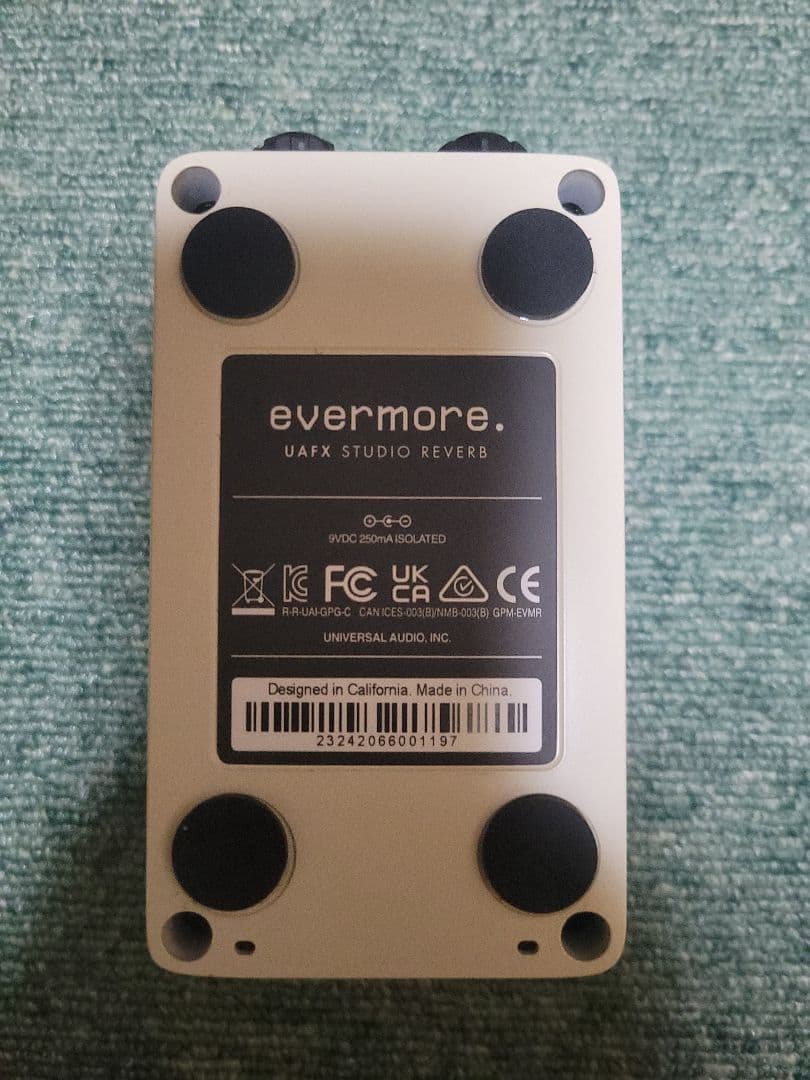 evermore.
UAFX STUDIO REVERB
9VDC 250mA ISOLATED
FC UK CA CE
R-R-UAI-GPG-C CAN ICES-003(B)/NMB-003(B) GPM-EVMR
UNIVERSAL AUDIO, INC.
Designed in California. Made in China.
23242066001197